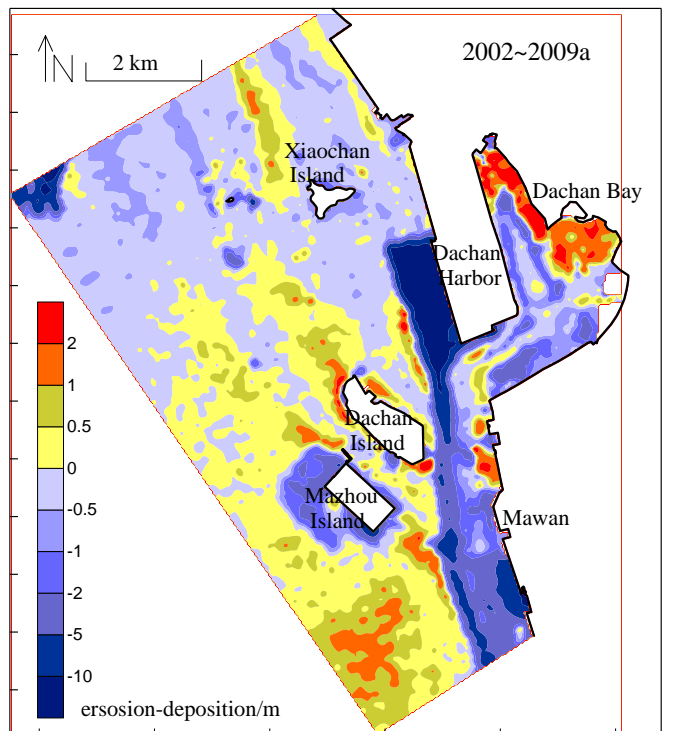 2002~2009a
N
2 km
Xiaochan
Island
Dachan Bay
Dachan
Harbor
2
1
0.5
0
-0.5
-1
-2
-5
-10
Dachan
Island
Mazhou
Island
Mawan
ersosion-deposition/m